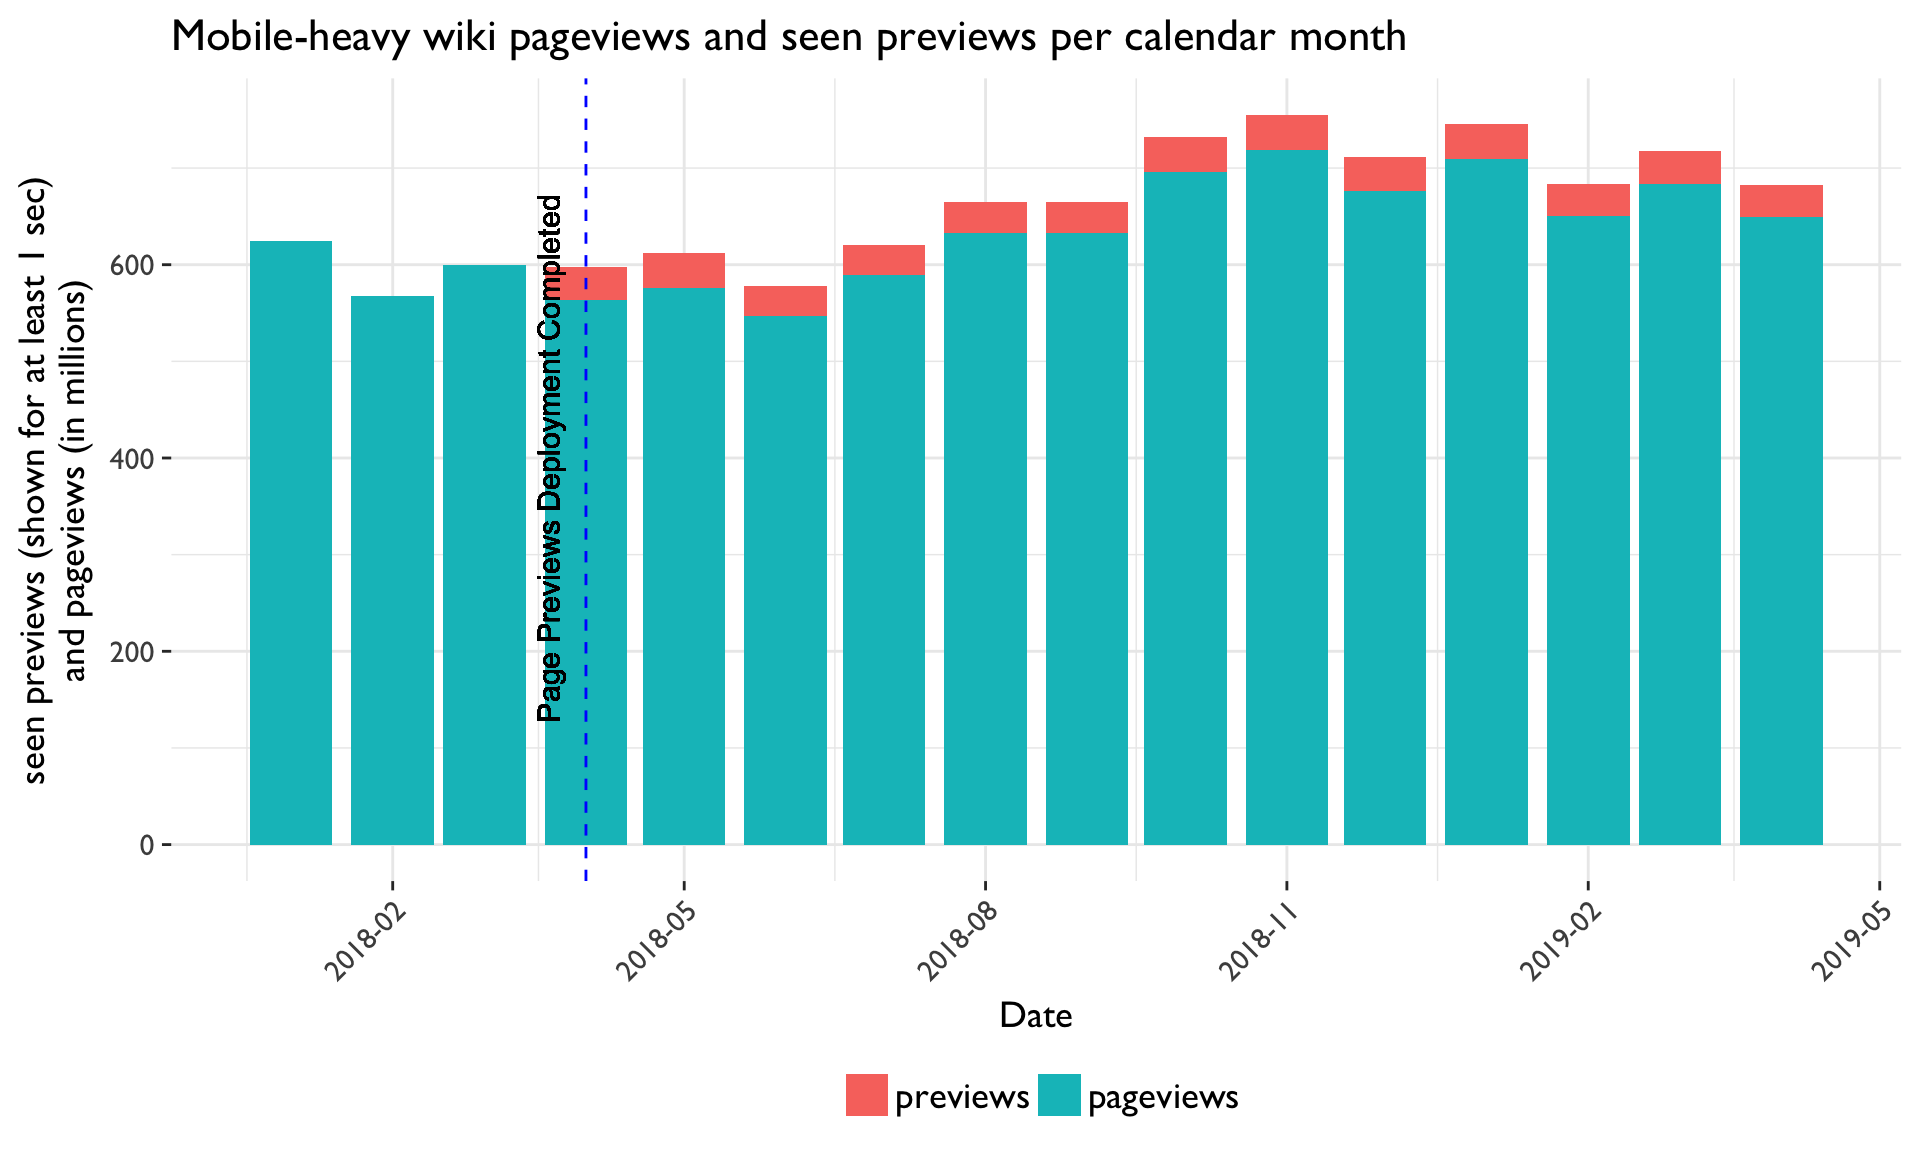 Mobile-heavy wiki pageviews and seen previews per calendar month
seen previews (shown for at least 1 sec)
and pageviews (in millions)
600
400
200
0
Page Previews Deployment Completed
2018-02
2018-05
2018-08
2018-11
2019-02
2019-05
Date
previews
pageviews